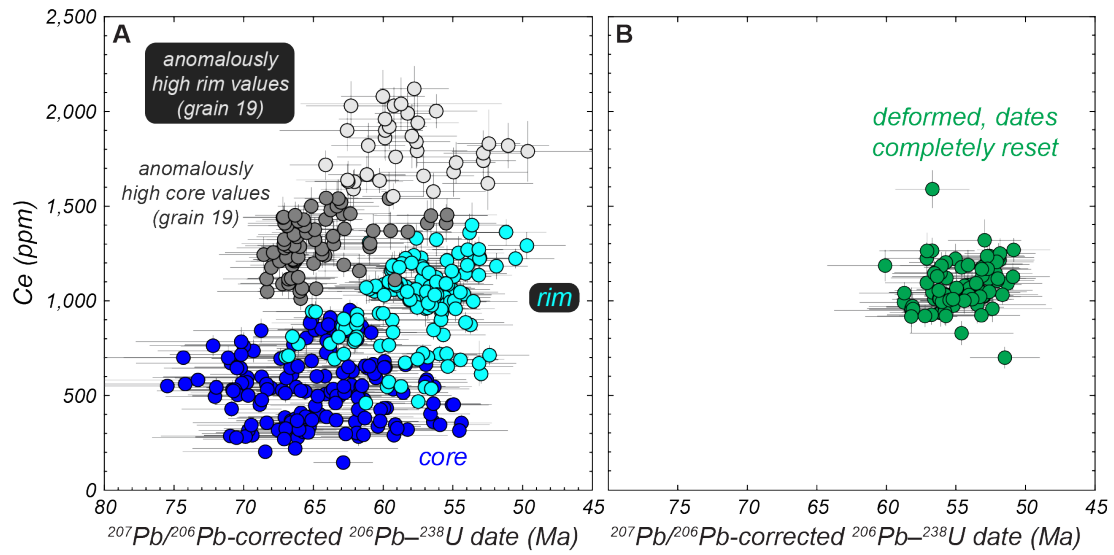 A
B
anomalously
high rim values
(grain 19)
anomalously
high core values
(grain 19)
rim
core
deformed, dates
completely reset
Ce (ppm)
2,500
2,000
1,500
1,000
500
0
80 75 70 65 60 55 50 45
75 70 65 60 55 50 45
²⁰⁷Pb/²⁰⁶Pb-corrected ²⁰⁶Pb–²³⁸U date (Ma)
²⁰⁷Pb/²⁰⁶Pb-corrected ²⁰⁶Pb–²³⁸U date (Ma)